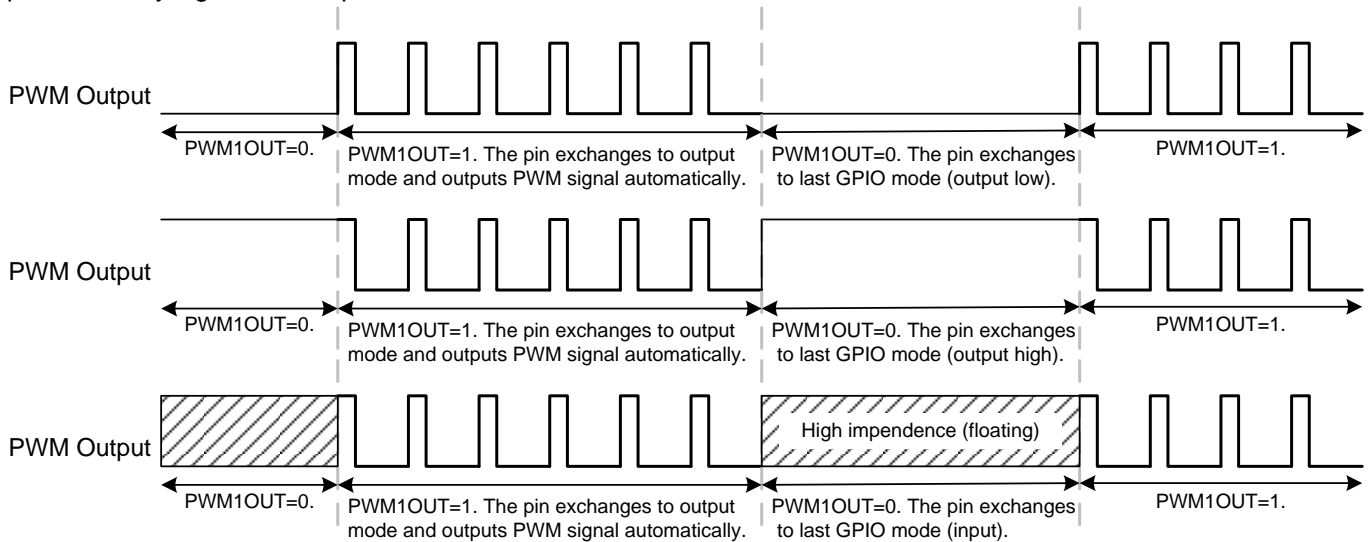 PWM Output
PWM1OUT=0.
PWM1OUT=1. The pin exchanges to output
mode and outputs PWM signal automatically.
PWM1OUT=0. The pin exchanges
to last GPIO mode (output low).
PWM1OUT=1.
PWM Output
PWM1OUT=0.
PWM1OUT=1. The pin exchanges to output
mode and outputs PWM signal automatically.
PWM1OUT=0. The pin exchanges
to last GPIO mode (output high).
PWM1OUT=1.
PWM Output
High impendence (floating)
PWM1OUT=0.
PWM1OUT=1. The pin exchanges to output
mode and outputs PWM signal automatically.
PWM1OUT=0. The pin exchanges
to last GPIO mode (input).
PWM1OUT=1.